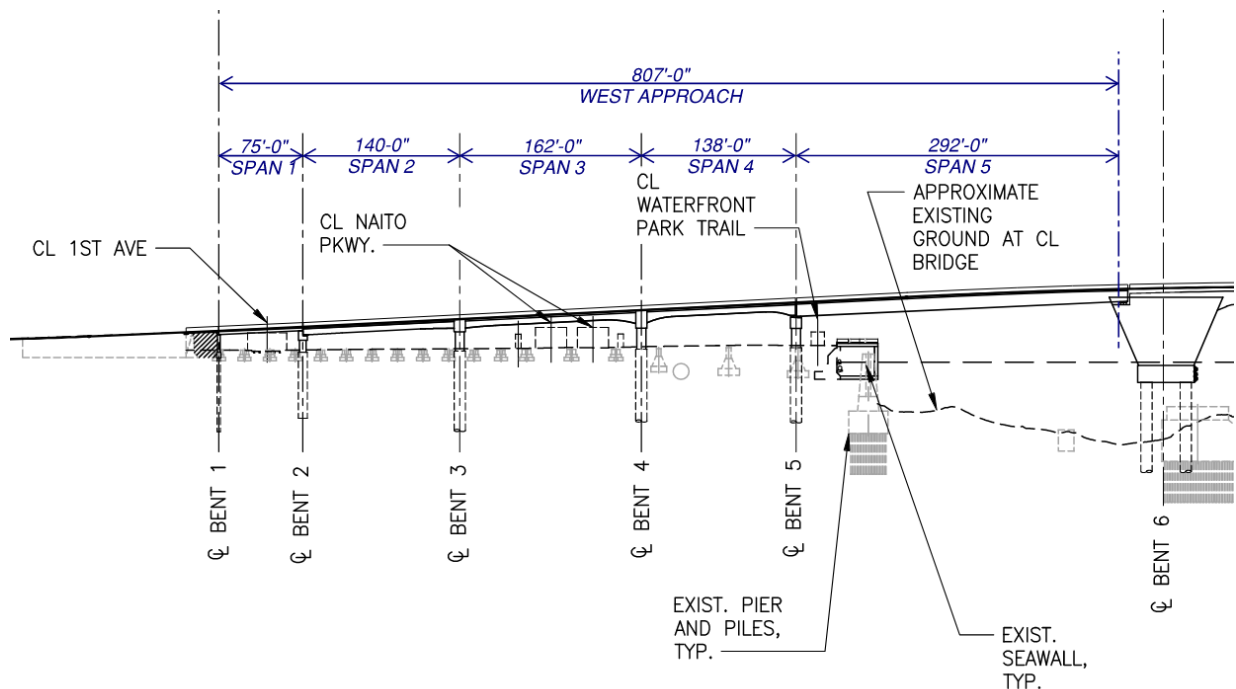 807'-0"
WEST APPROACH
75'-0"
SPAN 1
140-0"
SPAN 2
162'-0"
SPAN 3
138'-0"
SPAN 4
292'-0"
SPAN 5
CL 1ST AVE
CL NAITO
PKWY.
CL
WATERFRONT
PARK TRAIL
APPROXIMATE
EXISTING
GROUND AT CL
BRIDGE
℄ BENT 1
℄ BENT 2
℄ BENT 3
℄ BENT 4
℄ BENT 5
℄ BENT 6
EXIST. PIER
AND PILES,
TYP.
EXIST.
SEAWALL,
TYP.